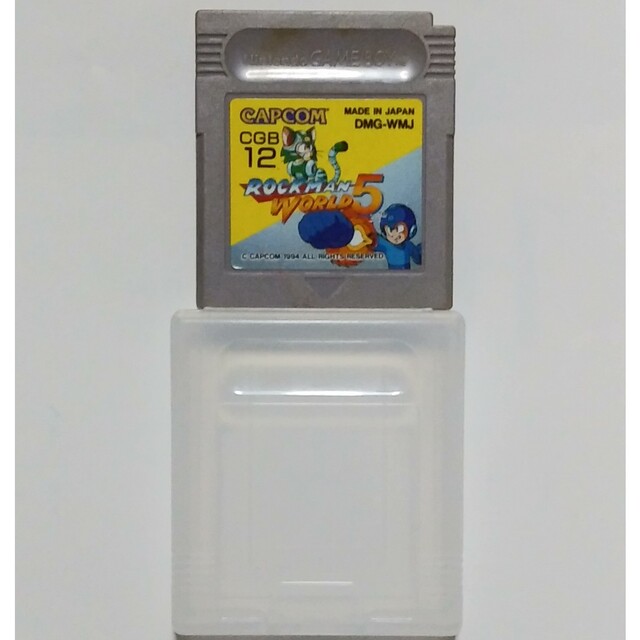 Nintendo GAME BOY
CAPCOM
MADE IN JAPAN
DMG-WMJ
CGB
12
ROCKMAN
WORLD 5
© CAPCOM 1994 ALL RIGHTS RESERVED